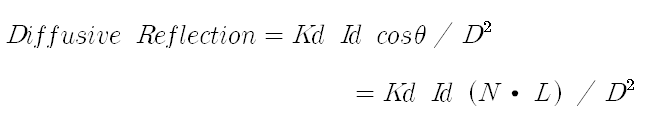 Diffusive Reflection = Kd Id cosθ / D²
= Kd Id (N • L) / D²